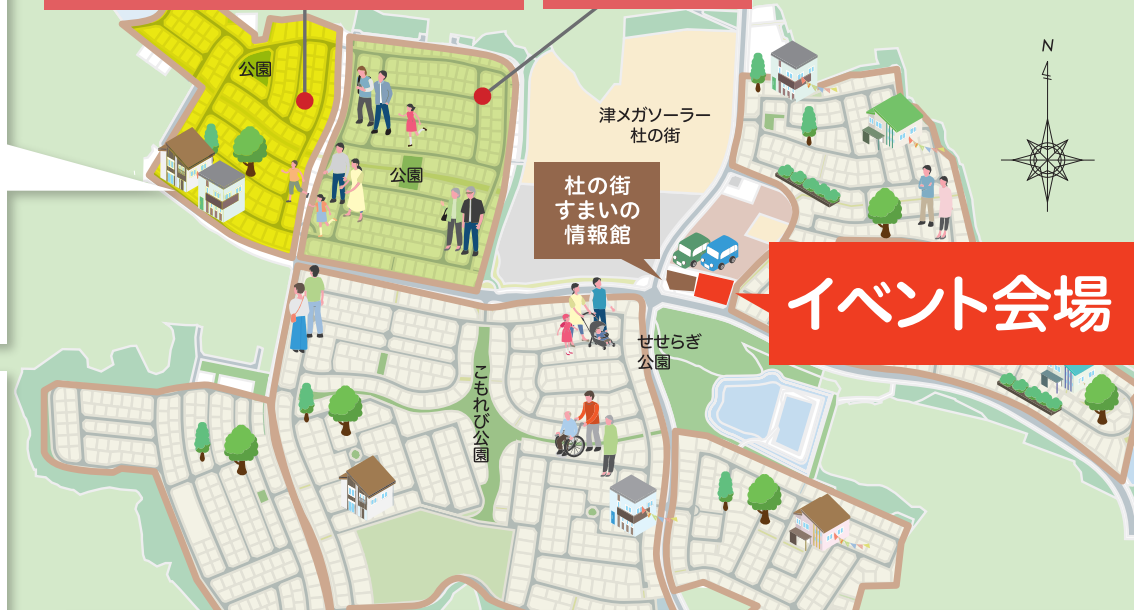 公園
公園
津メガソーラー
杜の街
N
杜の街
すまいの
情報館
イベント会場
せせらぎ
公園
こもれび公園